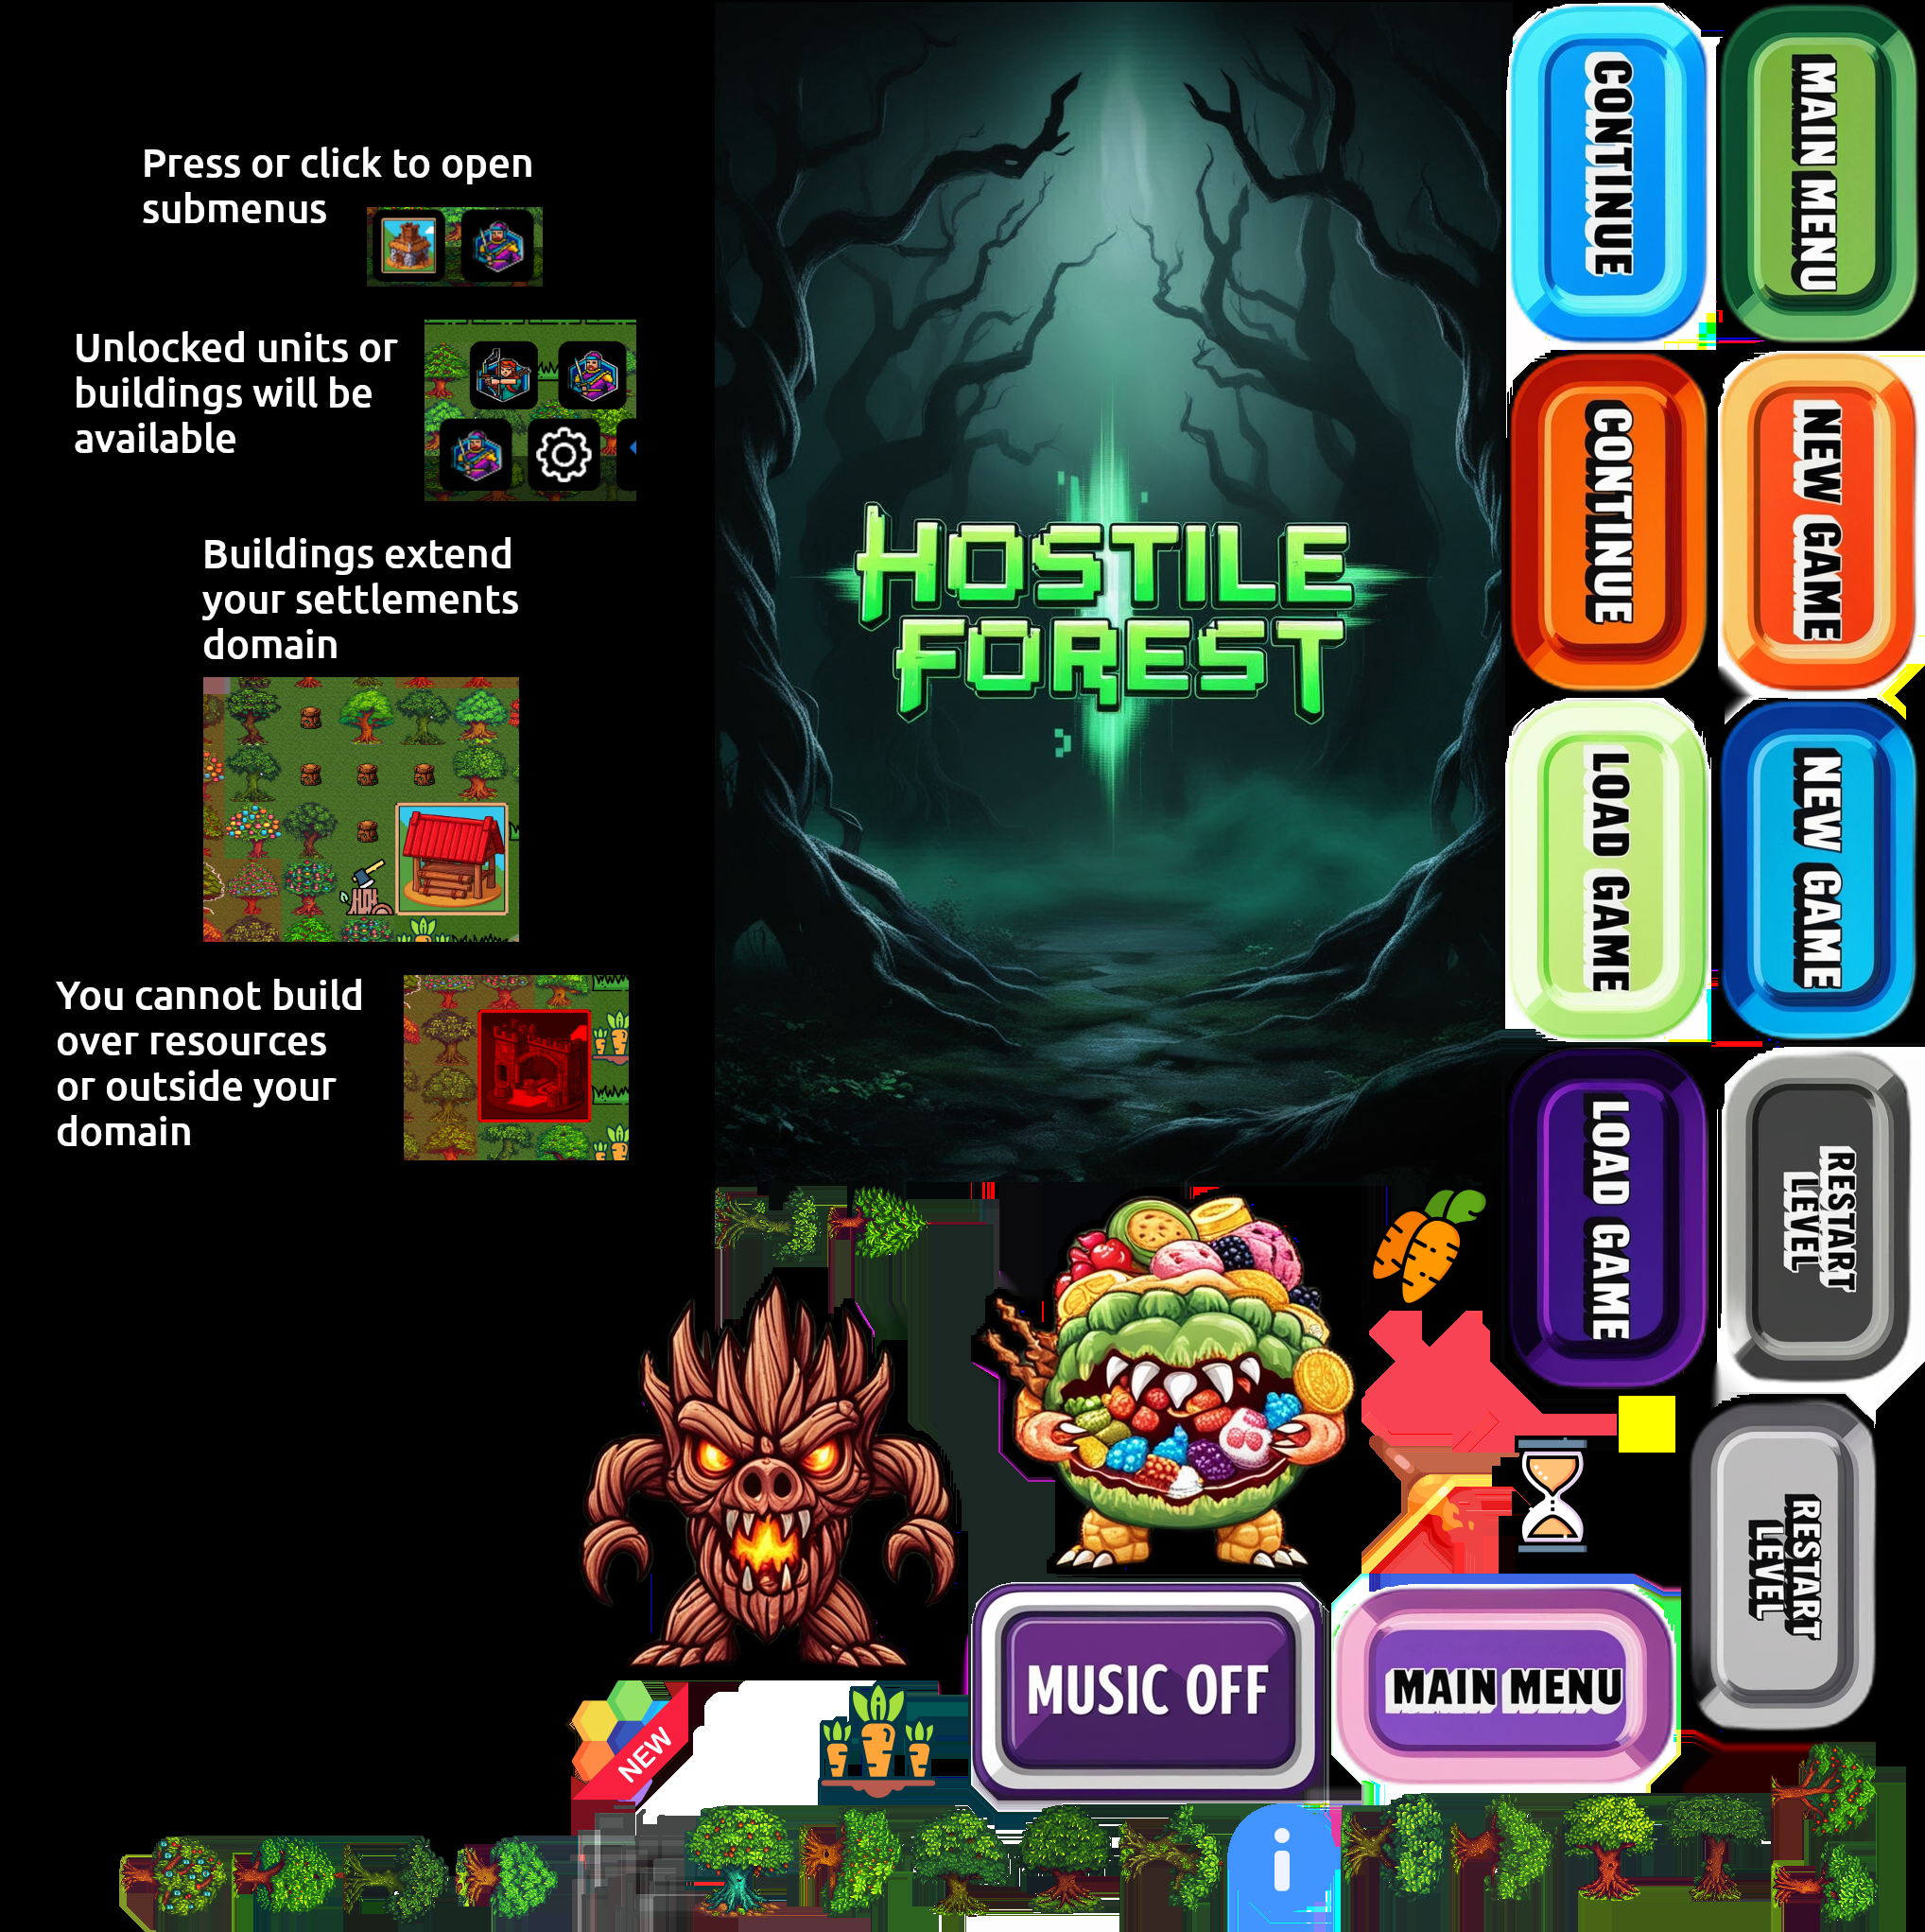 Press or click to open
submenus
Unlocked units or
buildings will be
available
Buildings extend
your settlements
domain
You cannot build
over resources
or outside your
domain
HOSTILE
FOREST
CONTINUE
MAIN MENU
CONTINUE
NEW GAME
LOAD GAME
NEW GAME
LOAD GAME
RESTART
LEVEL
RESTART
LEVEL
MUSIC OFF
MAIN MENU
NEW
i